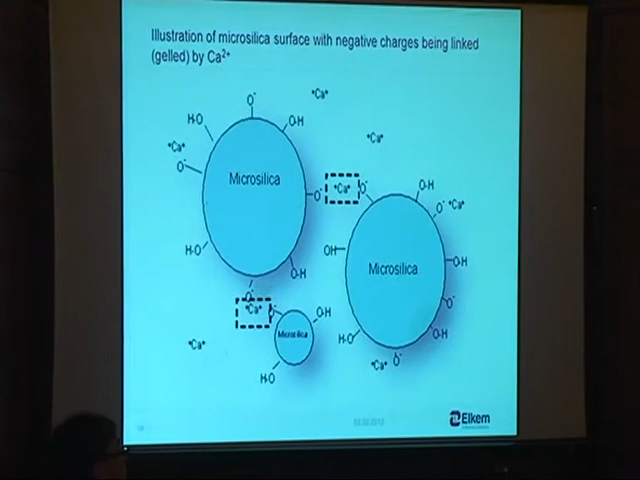 Illustration of microsilica surface with negative charges being linked
(gelled) by Ca²⁺
O⁻
⁺Ca⁺
H-O
O-H
⁺Ca⁺
⁺Ca⁺
O⁻
Microsilica
O⁻
⁺Ca⁺
O⁻
O-H
O⁻
⁺Ca⁺
H-O
OH
O-H
Microsilica
O-H
O⁻
⁺Ca⁺
O⁻
O-H
O⁻
Microsilica
⁺Ca⁺
H-O
O-H
⁺Ca⁺
O⁻
H-O
Elkem